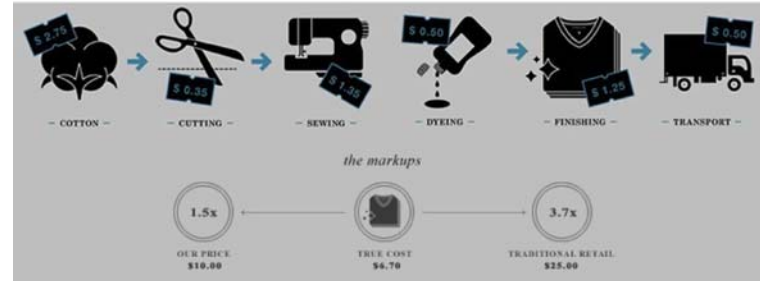 $ 2.75
$ 0.35
$ 1.35
$ 0.50
$ 1.25
$ 0.50
– COTTON –
– CUTTING –
– SEWING –
– DYEING –
– FINISHING –
– TRANSPORT –
the markups
1.5x
3.7x
OUR PRICE
$10.00
TRUE COST
$6.70
TRADITIONAL RETAIL
$25.00